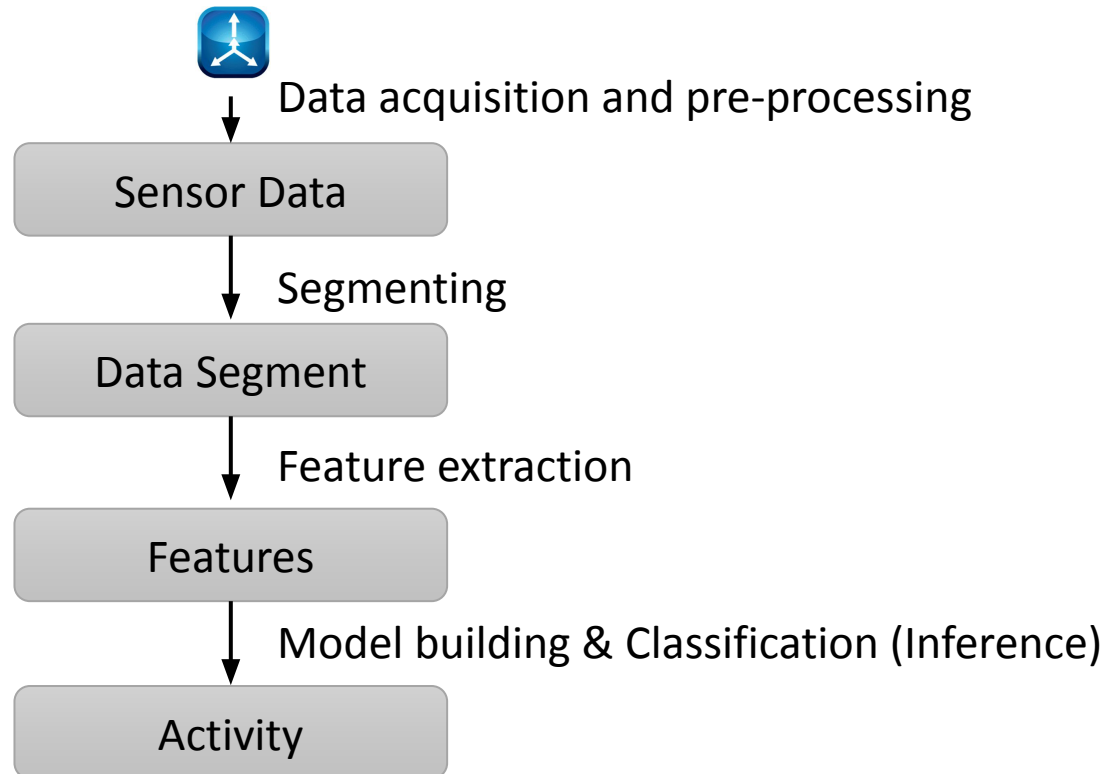 Data acquisition and pre-processing
Sensor Data
Segmenting
Data Segment
Feature extraction
Features
Model building & Classification (Inference)
Activity